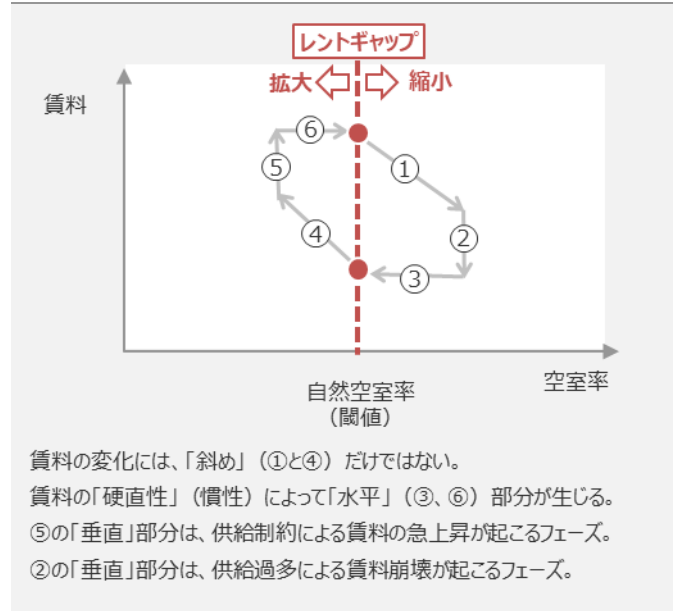 レントギャップ
拡大 縮小
賃料
⑥
①
⑤
②
④
③
空室率
自然空室率
(閾値)
賃料の変化には、「斜め」(①と④) だけではない。
賃料の「硬直性」(慣性) によって「水平」(③、⑥) 部分が生じる。
⑤の「垂直」部分は、供給制約による賃料の急上昇が起こるフェーズ。
②の「垂直」部分は、供給過多による賃料崩壊が起こるフェーズ。